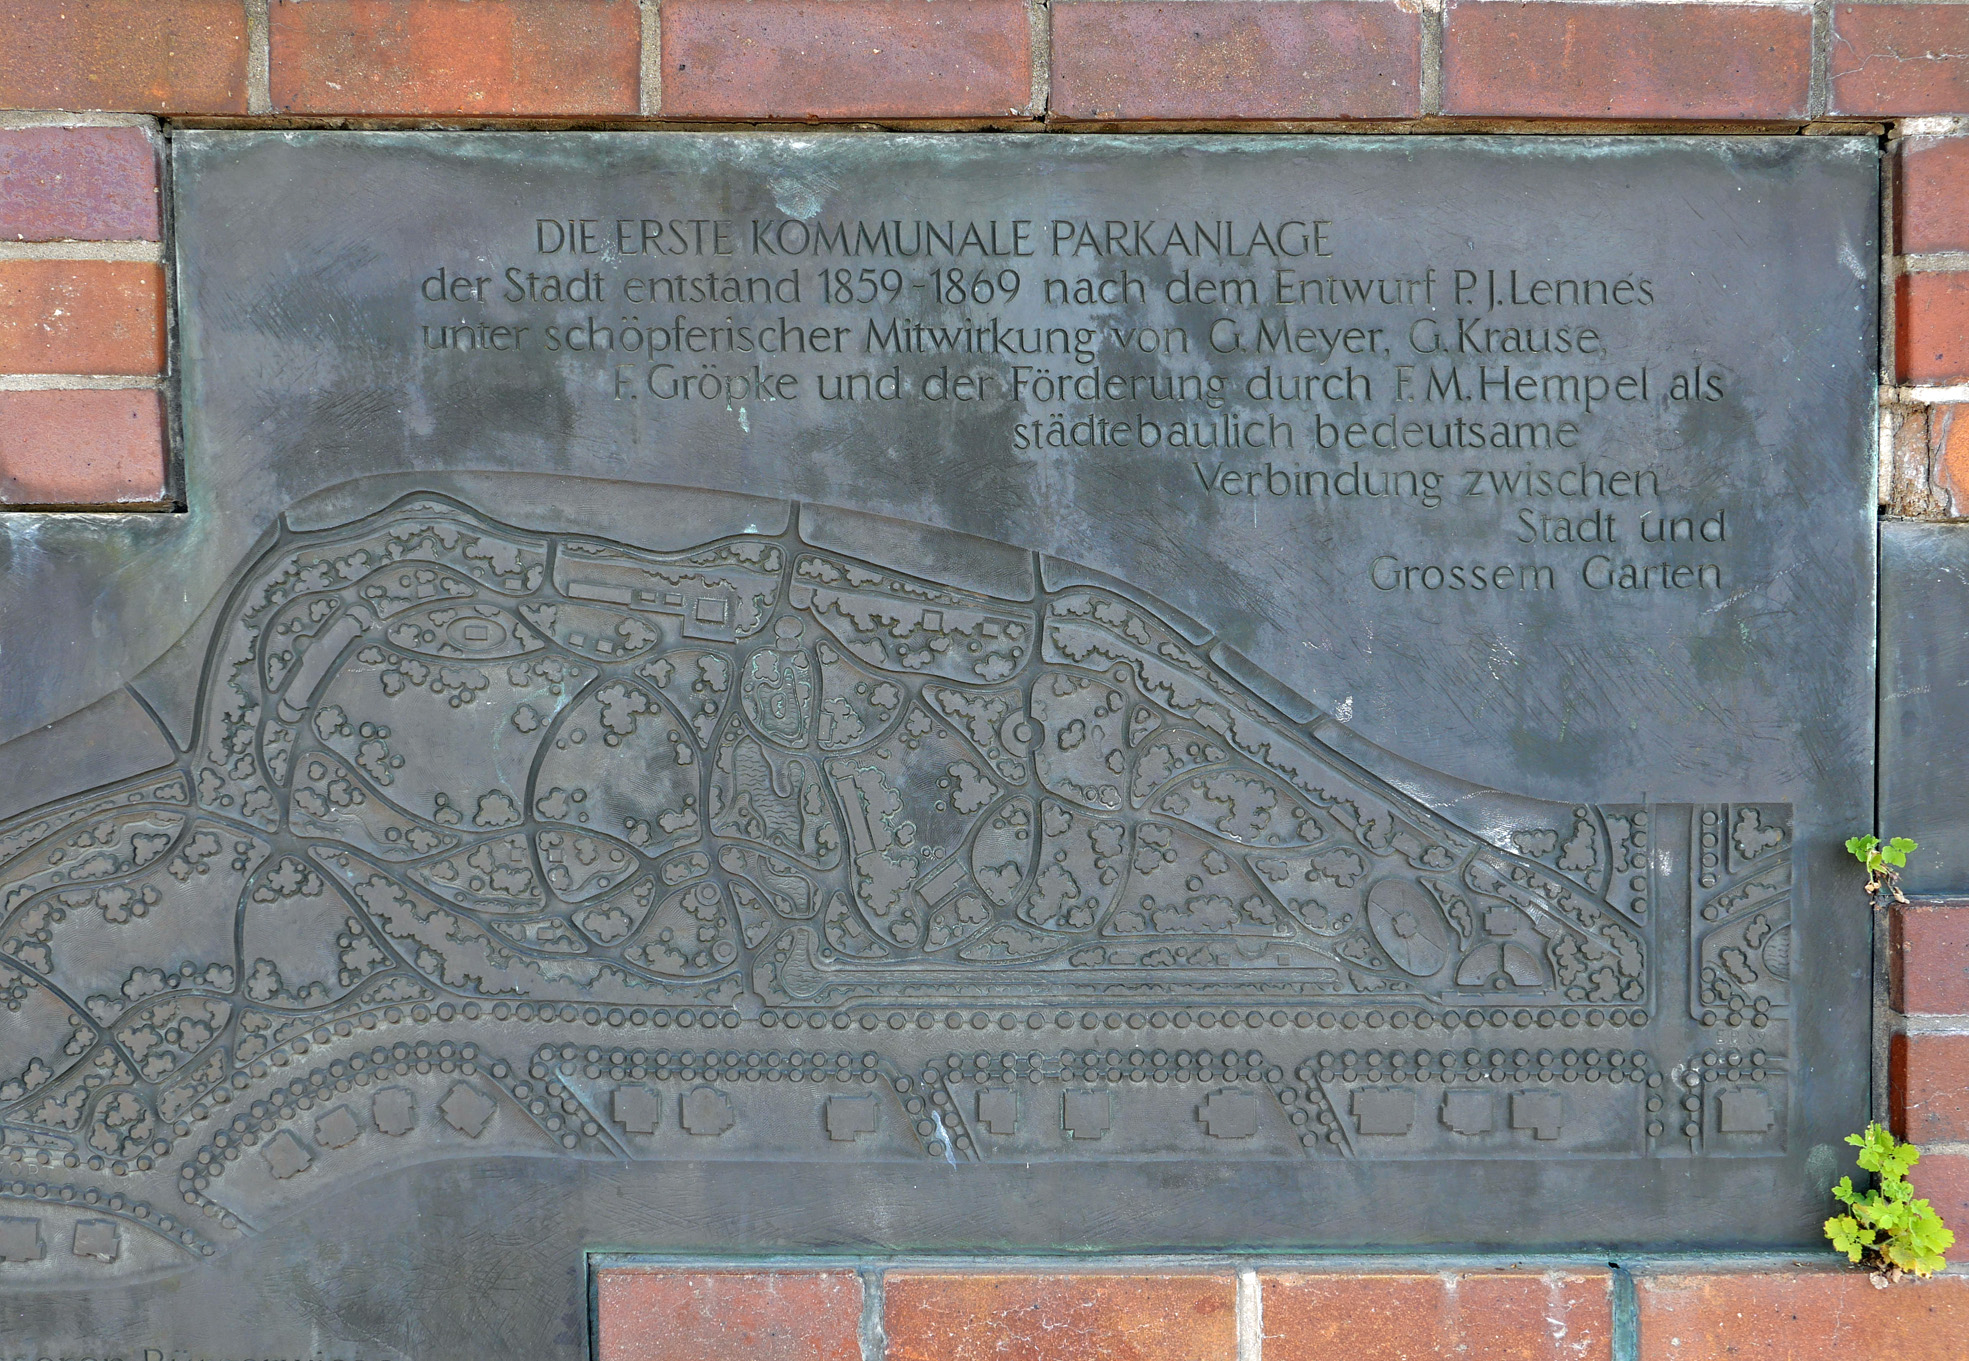 DIE ERSTE KOMMUNALE PARKANLAGE
der Stadt entstand 1859-1869 nach dem Entwurf P.J.Lennés
unter schöpferischer Mitwirkung von G.Meyer, G.Krause,
F.Gröpke und der Förderung durch F.M.Hempel als
städtebaulich bedeutsame
Verbindung zwischen
Stadt und
Grossem Garten